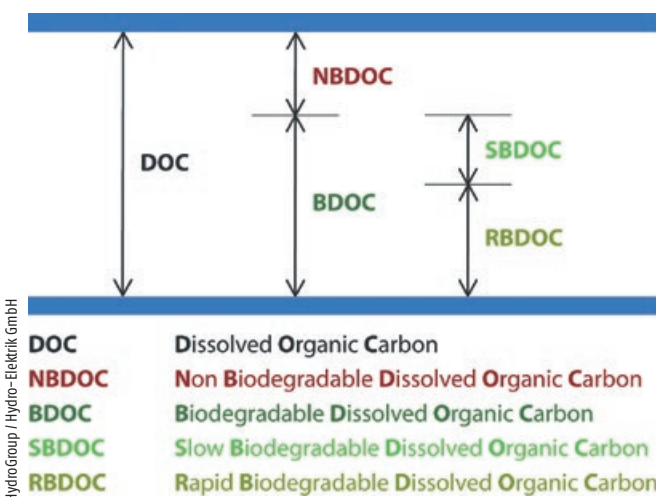 NBDOC
DOC
SBDOC
BDOC
RBDOC
DOC Dissolved Organic Carbon
NBDOC Non Biodegradable Dissolved Organic Carbon
BDOC Biodegradable Dissolved Organic Carbon
SBDOC Slow Biodegradable Dissolved Organic Carbon
RBDOC Rapid Biodegradable Dissolved Organic Carbon
HydroGroup / Hydro-Elektrik GmbH